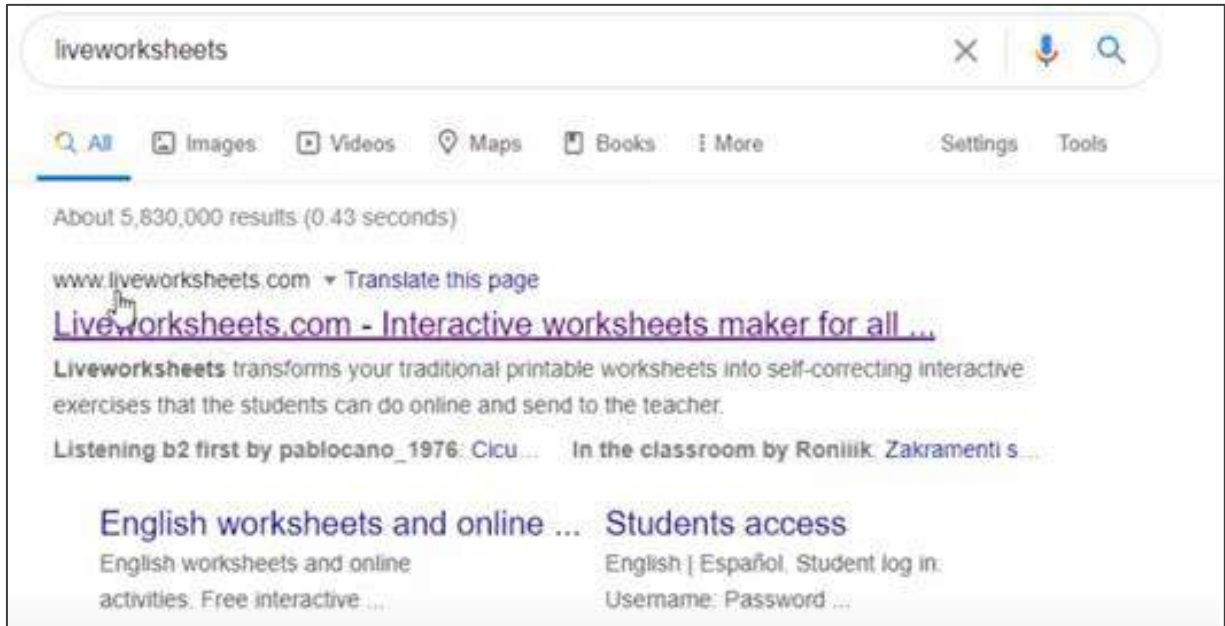 liveworksheets
All Images Videos Maps Books More Settings Tools
About 5,830,000 results (0.43 seconds)
www.liveworksheets.com Translate this page
Liveworksheets.com - Interactive worksheets maker for all ...
Liveworksheets transforms your traditional printable worksheets into self-correcting interactive
exercises that the students can do online and send to the teacher.
Listening b2 first by pablocano_1976: Cicu... In the classroom by Roniiik: Zakramenti s...
English worksheets and online ... Students access
English worksheets and online English | Español. Student log in:
activities. Free interactive ... Username: Password ...